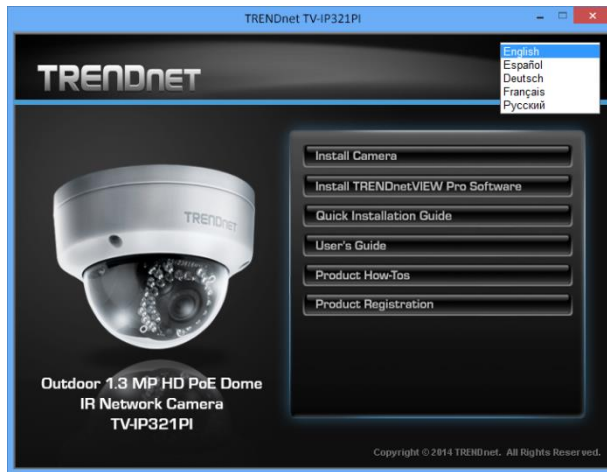 TRENDnet TV-IP321PI
TRENDNET
English
Español
Deutsch
Français
Русский
Install Camera
Install TRENDnetVIEW Pro Software
Quick Installation Guide
User's Guide
Product How-Tos
Product Registration
TRENDNET
Outdoor 1.3 MP HD PoE Dome
IR Network Camera
TV-IP321PI
Copyright © 2014 TRENDnet. All Rights Reserved.